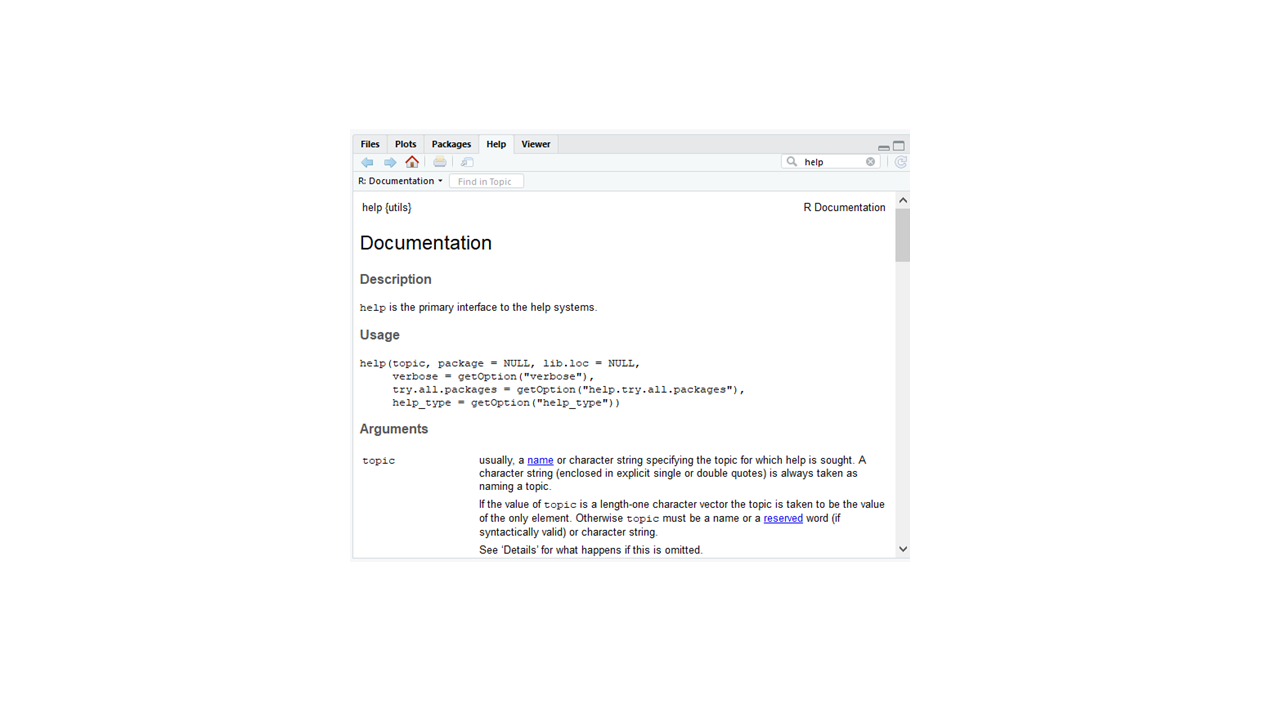 Files Plots Packages Help Viewer
help
R: Documentation Find in Topic
help {utils} R Documentation
Documentation
Description
help is the primary interface to the help systems.
Usage
help(topic, package = NULL, lib.loc = NULL,
verbose = getOption("verbose"),
try.all.packages = getOption("help.try.all.packages"),
help_type = getOption("help_type"))
Arguments
topic usually, a name or character string specifying the topic for which help is sought. A
character string (enclosed in explicit single or double quotes) is always taken as
naming a topic.
If the value of topic is a length-one character vector the topic is taken to be the value
of the only element. Otherwise topic must be a name or a reserved word (if
syntactically valid) or character string.
See ‘Details’ for what happens if this is omitted.